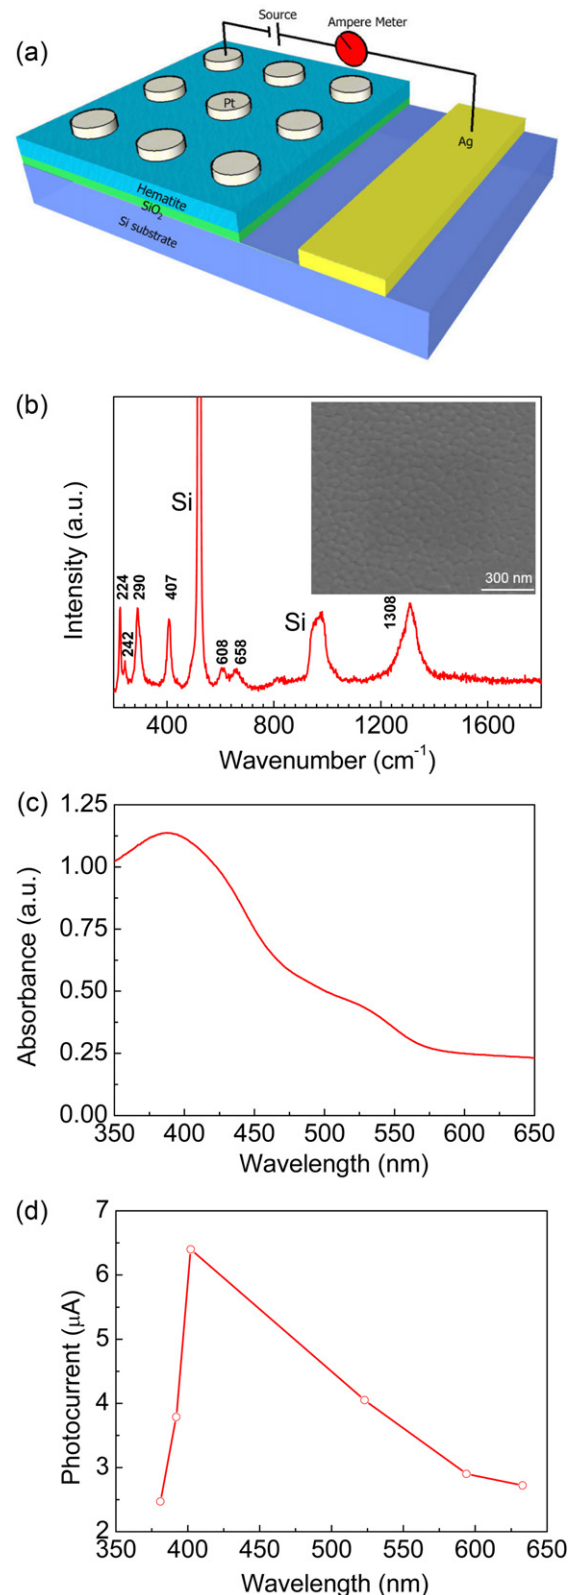 (a)
Source
Ampere Meter
Pt
Ag
Hematite
SiO₂
Si substrate
(b)
Intensity (a.u.)
224
242
290
407
Si
608
658
Si
1308
300 nm
400 800 1200 1600
Wavenumber (cm⁻¹)
(c)
Absorbance (a.u.)
1.25
1.00
0.75
0.50
0.25
0.00
350 400 450 500 550 600 650
Wavelength (nm)
(d)
Photocurrent (μA)
7
6
5
4
3
2
350 400 450 500 550 600 650
Wavelength (nm)